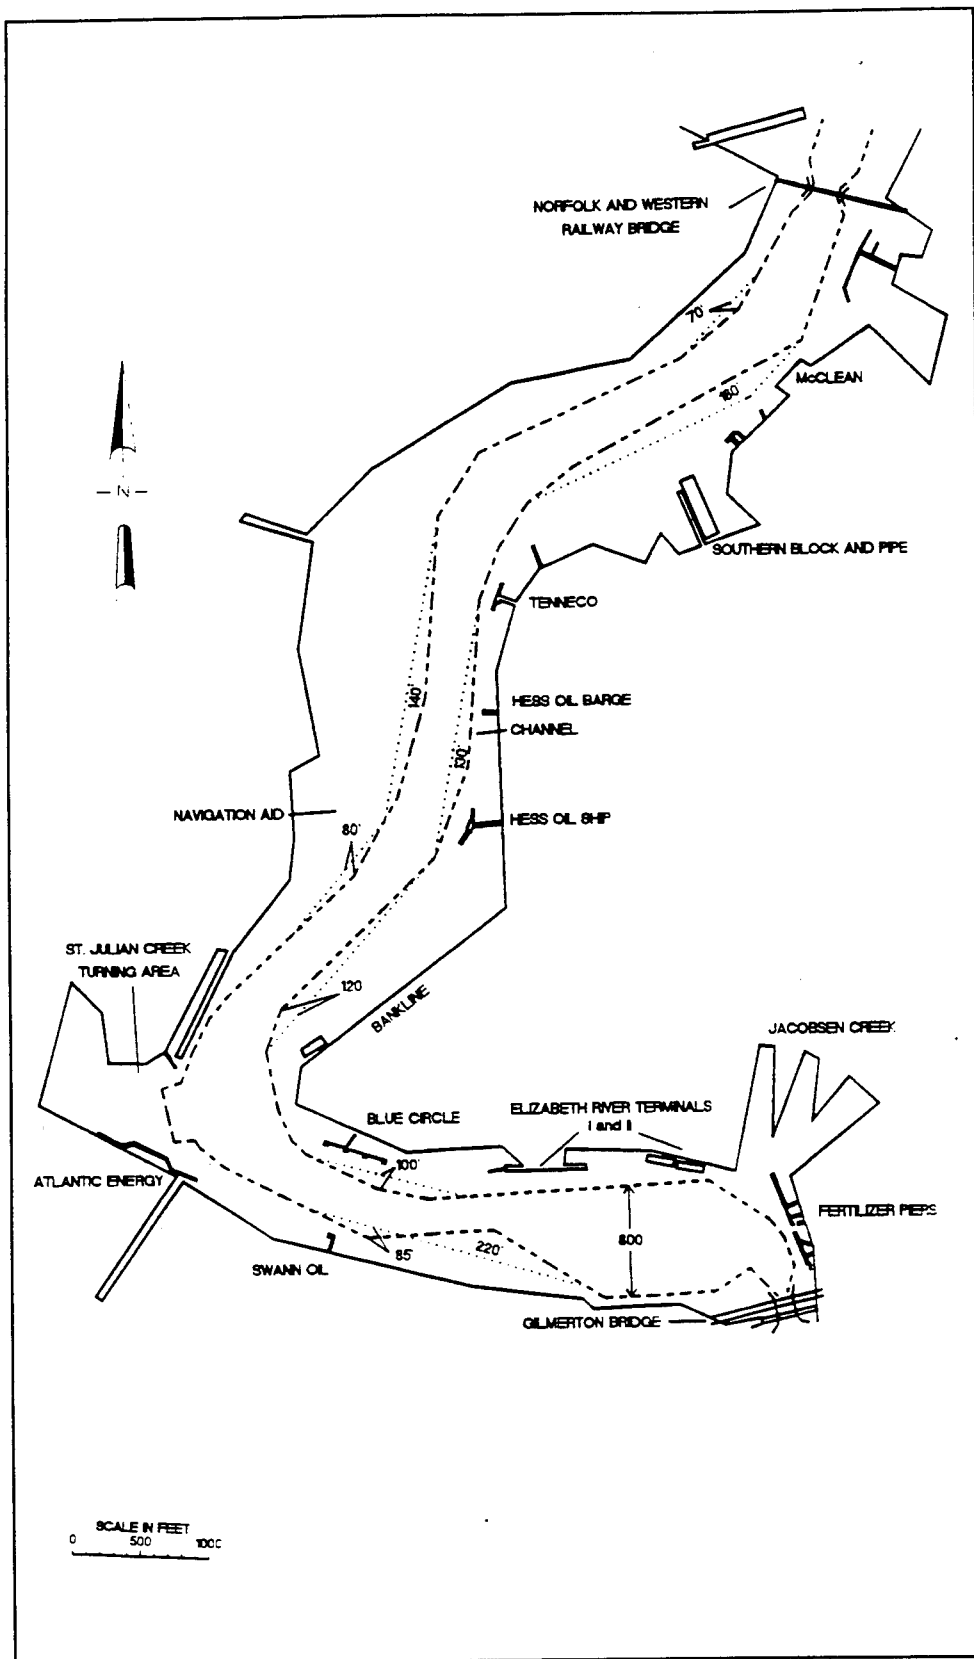 NORFOLK AND WESTERN
RAILWAY BRIDGE
70'
McCLEAN
180'
N
SOUTHERN BLOCK AND PIPE
TENNECO
140'
HESS OIL BARGE
CHANNEL
130'
NAVIGATION AID
HESS OIL SHIP
80'
ST. JULIAN CREEK
TURNING AREA
120
BANKLINE
JACOBSEN CREEK
ELIZABETH RIVER TERMINALS
I and II
BLUE CIRCLE
100'
ATLANTIC ENERGY
FERTILIZER PIERS
800
220'
85'
SWANN OIL
GILMERTON BRIDGE
SCALE IN FEET
0 500 1000